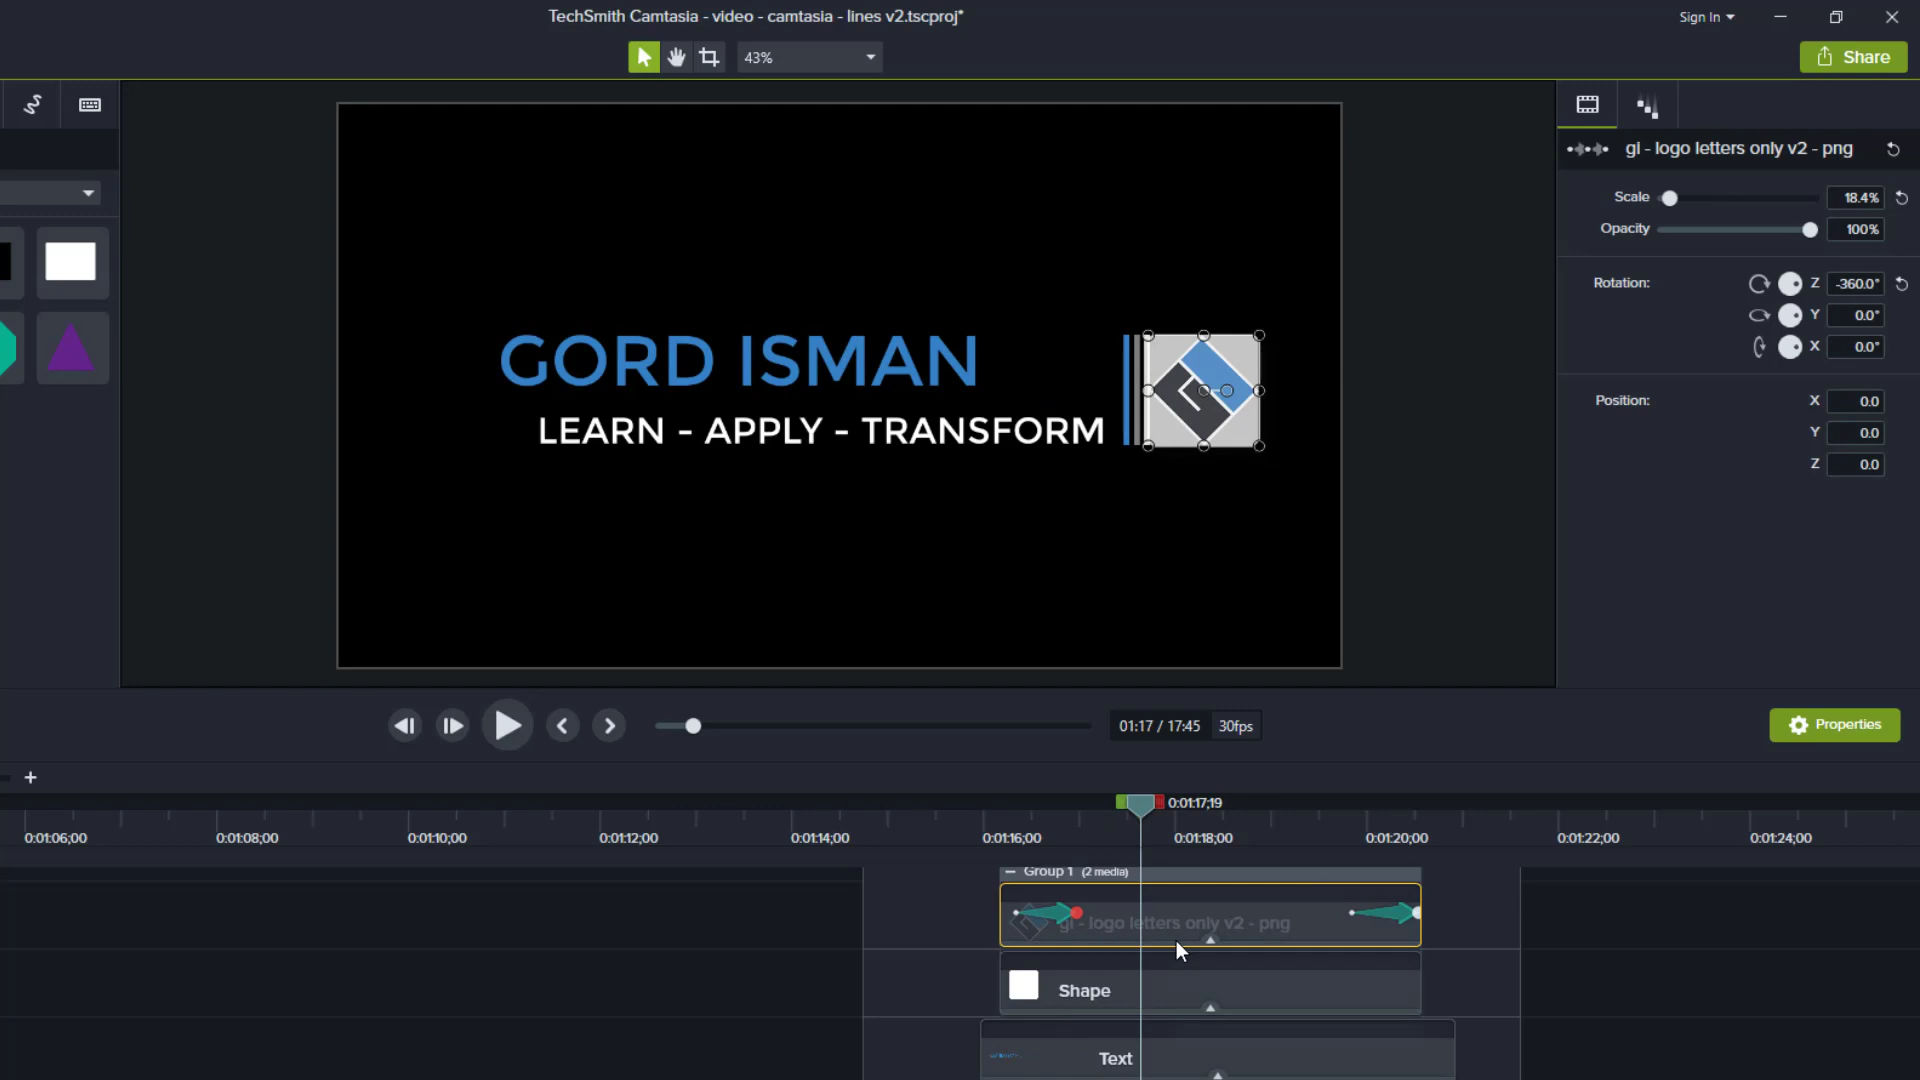 TechSmith Camtasia - video - camtasia - lines v2.tscproj*
Sign In
43%
Share
gl - logo letters only v2 - png
Scale 18.4%
Opacity 100%
Rotation: Z -360.0°
Y 0.0°
X 0.0°
Position: X 0.0
Y 0.0
Z 0.0
GORD ISMAN
LEARN - APPLY - TRANSFORM
01:17 / 17:45 30fps
Properties
0:01:17;19
0:01:06;00 0:01:08;00 0:01:10;00 0:01:12;00 0:01:14;00 0:01:16;00 0:01:18;00 0:01:20;00 0:01:22;00 0:01:24;00
Group 1 (2 media)
gl - logo letters only v2 - png
Shape
Text